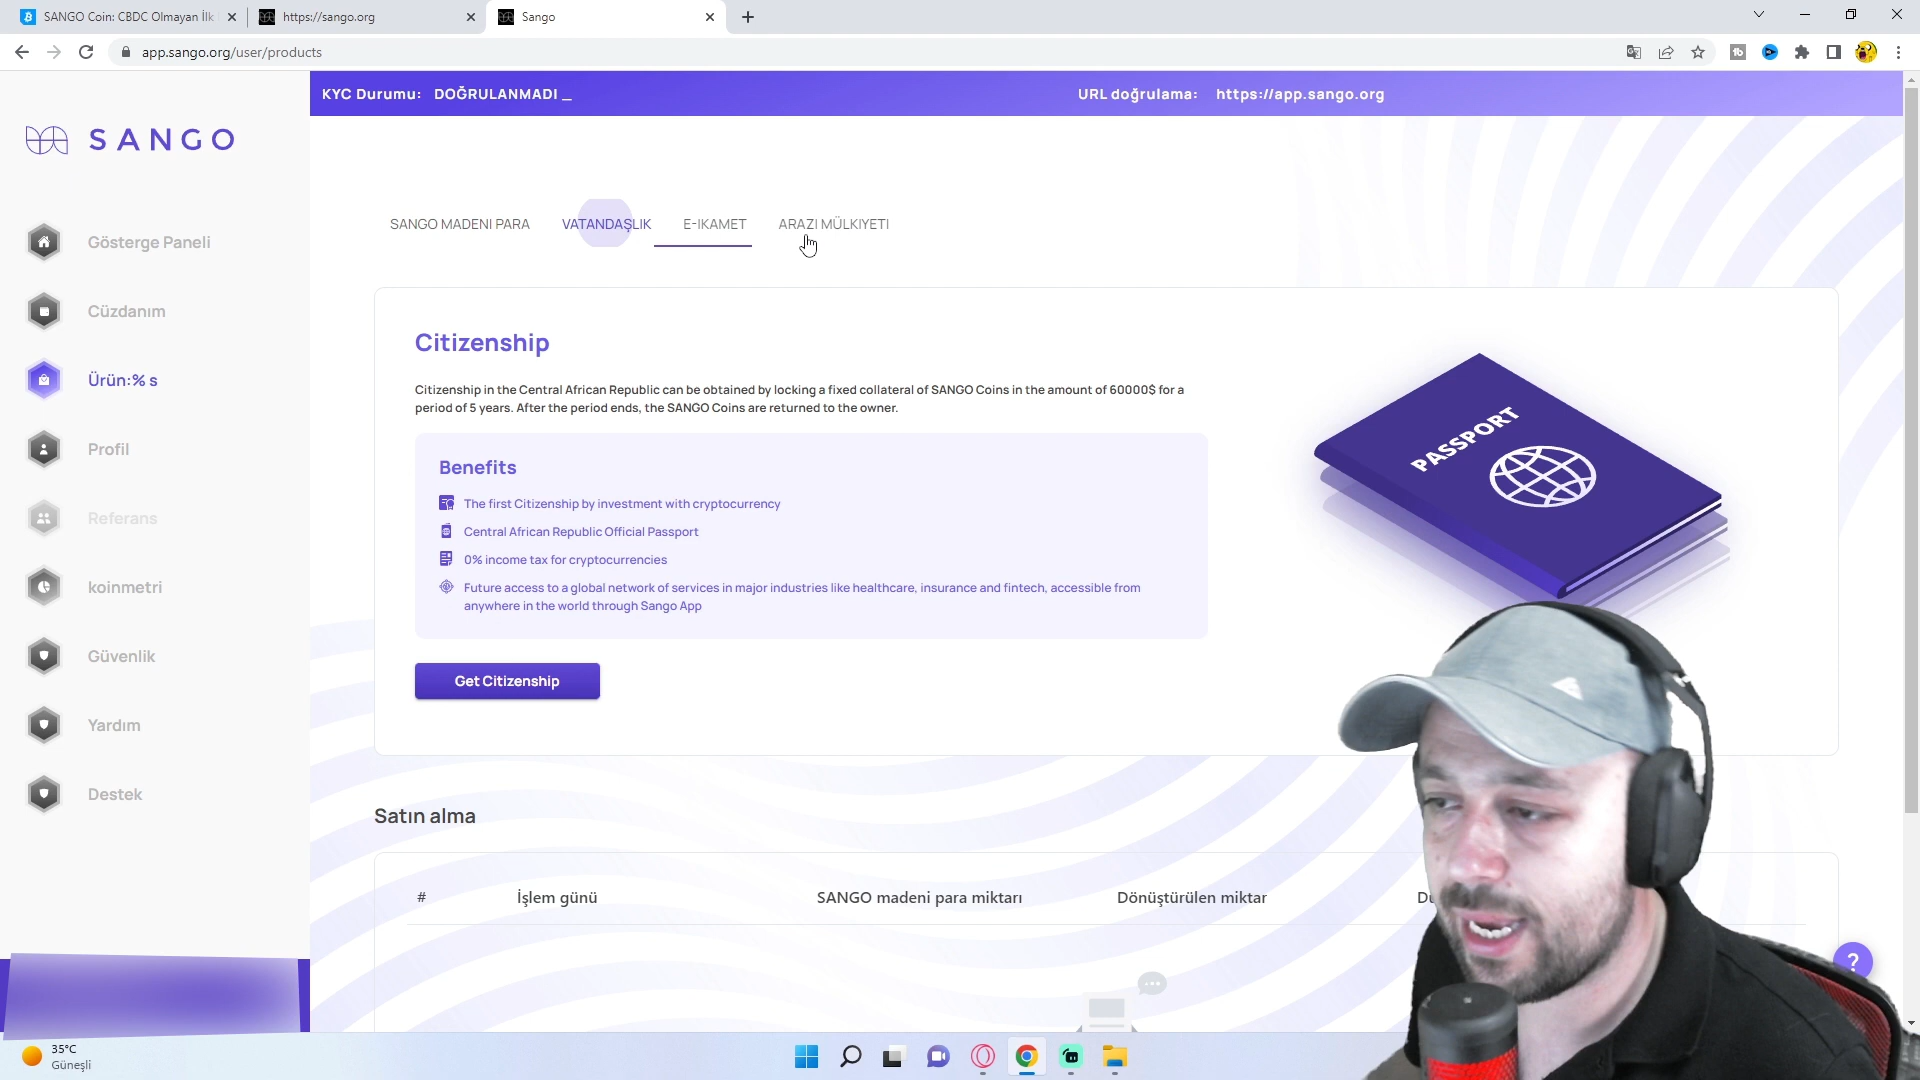 SANGO Coin: CBDC Olmayan İlk
https://sango.org
Sango
app.sango.org/user/products
KYC Durumu: DOĞRULANMADI _
URL doğrulama: https://app.sango.org
SANGO
SANGO MADENI PARA
VATANDAŞLIK
E-IKAMET
ARAZI MÜLKIYETI
Gösterge Paneli
Cüzdanım
Ürün:% s
Profil
Referans
koinmetri
Güvenlik
Yardım
Destek
Citizenship
Citizenship in the Central African Republic can be obtained by locking a fixed collateral of SANGO Coins in the amount of 60000$ for a
period of 5 years. After the period ends, the SANGO Coins are returned to the owner.
Benefits
The first Citizenship by investment with cryptocurrency
Central African Republic Official Passport
0% income tax for cryptocurrencies
Future access to a global network of services in major industries like healthcare, insurance and fintech, accessible from
anywhere in the world through Sango App
Get Citizenship
PASSPORT
Satın alma
# İşlem günü SANGO madeni para miktarı Dönüştürülen miktar
?
35°C
Güneşli